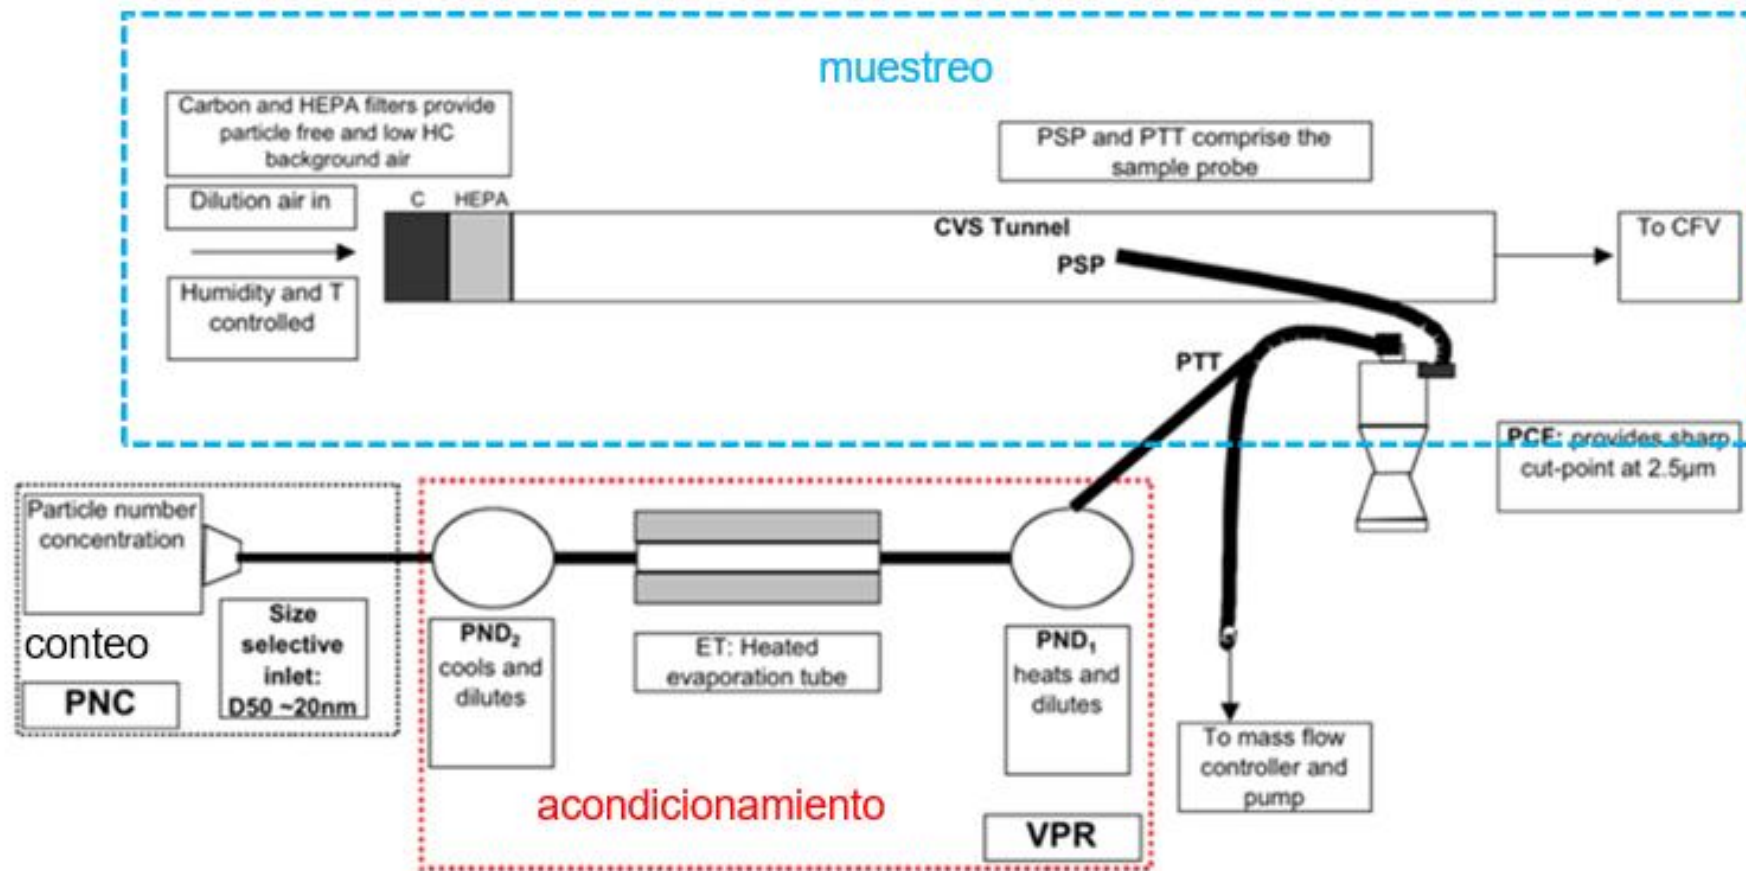 muestreo
Carbon and HEPA filters provide
particle free and low HC
background air
PSP and PTT comprise the
sample probe
Dilution air in
C
HEPA
CVS Tunnel
To CFV
PSP
Humidity and T
controlled
PTT
PCF: provides sharp
cut-point at 2.5µm
Particle number
concentration
Size
selective
inlet:
D50 ~20nm
conteo
PNC
PND₂
cools and
dilutes
ET: Heated
evaporation tube
PND₁
heats and
dilutes
To mass flow
controller and
pump
acondicionamiento
VPR